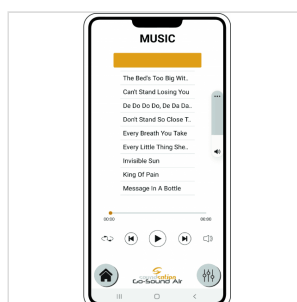 MUSIC
The Bed's Too Big Wit..
Can't Stand Losing You
De Do Do Do, De Da Da..
Don't Stand So Close T..
Every Breath You Take
Every Little Thing She..
Invisible Sun
King Of Pain
Message In A Bottle
00:00 00:00
Go-Sound Air